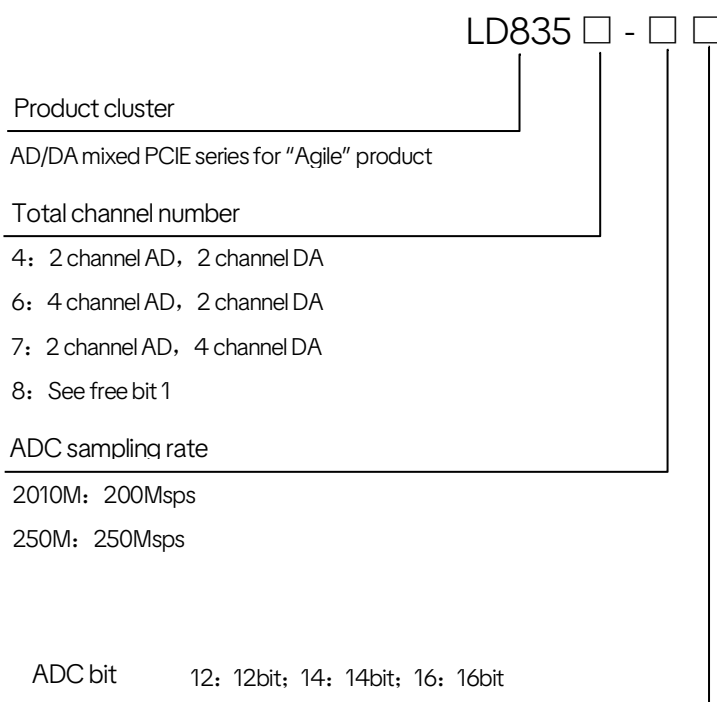 LD835 □ - □ □
Product cluster
AD/DA mixed PCIE series for “Agile” product
Total channel number
4：2 channel AD，2 channel DA
6：4 channel AD，2 channel DA
7：2 channel AD，4 channel DA
8：See free bit 1
ADC sampling rate
2010M：200Msps
250M：250Msps
ADC bit 12：12bit；14：14bit；16：16bit